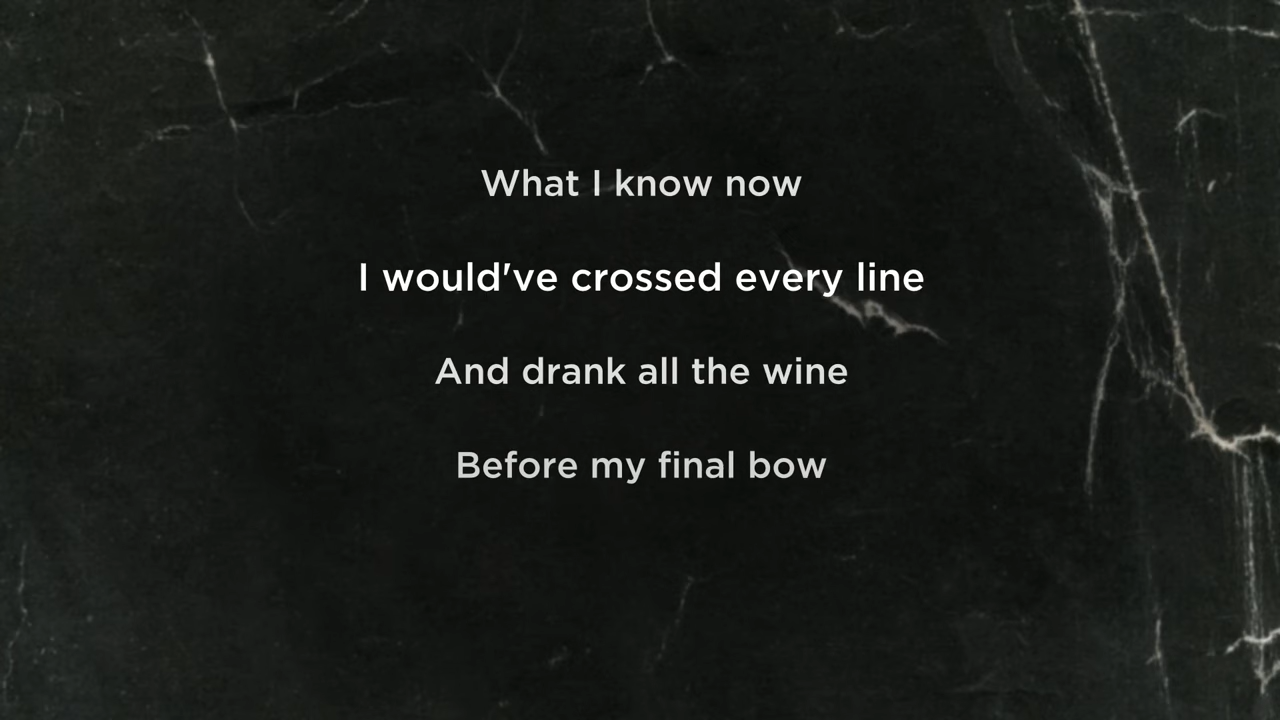 What I know now
I would've crossed every line
And drank all the wine
Before my final bow